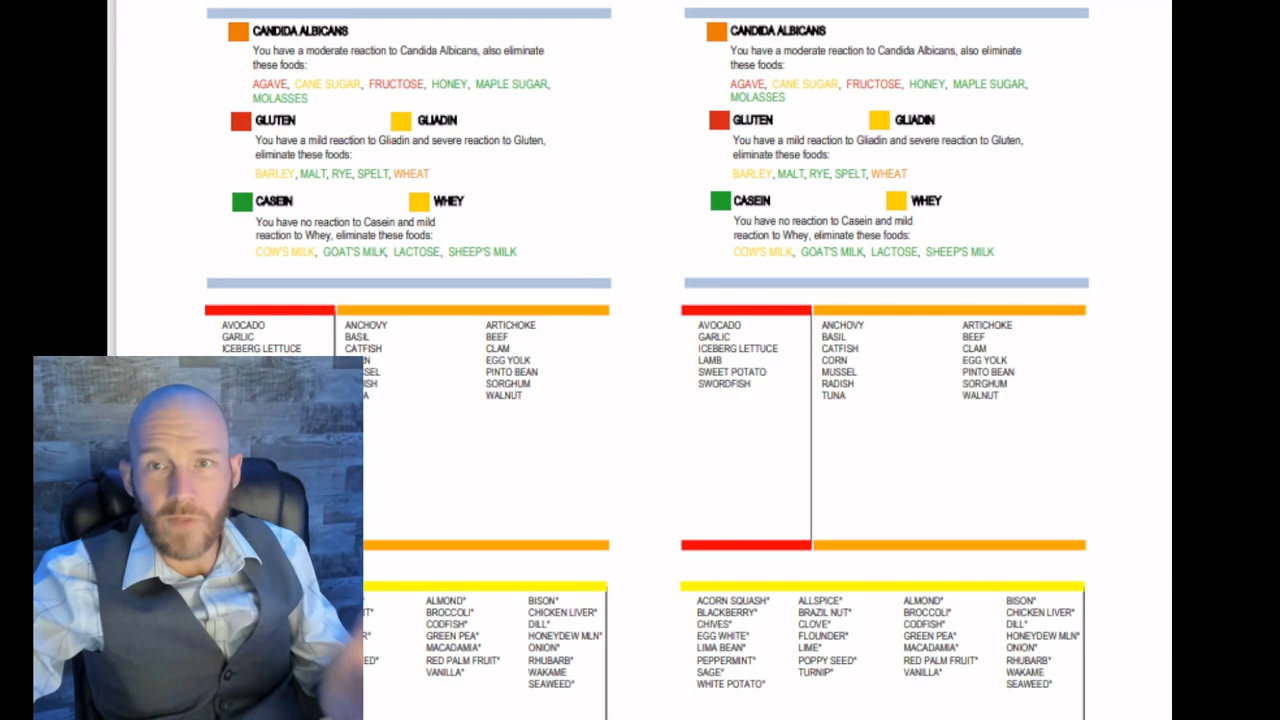 CANDIDA ALBICANS
You have a moderate reaction to Candida Albicans, also eliminate
these foods:
AGAVE, CANE SUGAR, FRUCTOSE, HONEY, MAPLE SUGAR,
MOLASSES
GLUTEN GLIADIN
You have a mild reaction to Gliadin and severe reaction to Gluten,
eliminate these foods:
BARLEY, MALT, RYE, SPELT, WHEAT
CASEIN WHEY
You have no reaction to Casein and mild
reaction to Whey, eliminate these foods:
COW'S MILK, GOAT'S MILK, LACTOSE, SHEEP'S MILK
AVOCADO ANCHOVY ARTICHOKE
GARLIC BASIL BEEF
ICEBERG LETTUCE CATFISH CLAM
EGG YOLK
PINTO BEAN
SORGHUM
WALNUT
ALMOND* BISON*
BROCCOLI* CHICKEN LIVER*
CODFISH* DILL*
GREEN PEA* HONEYDEW MLN*
MACADAMIA* ONION*
RED PALM FRUIT* RHUBARB*
VANILLA* WAKAME
SEAWEED*
CANDIDA ALBICANS
You have a moderate reaction to Candida Albicans, also eliminate
these foods:
AGAVE, CANE SUGAR, FRUCTOSE, HONEY, MAPLE SUGAR,
MOLASSES
GLUTEN GLIADIN
You have a mild reaction to Gliadin and severe reaction to Gluten,
eliminate these foods:
BARLEY, MALT, RYE, SPELT, WHEAT
CASEIN WHEY
You have no reaction to Casein and mild
reaction to Whey, eliminate these foods:
COW'S MILK, GOAT'S MILK, LACTOSE, SHEEP'S MILK
AVOCADO ANCHOVY ARTICHOKE
GARLIC BASIL BEEF
ICEBERG LETTUCE CATFISH CLAM
LAMB CORN EGG YOLK
SWEET POTATO MUSSEL PINTO BEAN
SWORDFISH RADISH SORGHUM
TUNA WALNUT
ACORN SQUASH* ALLSPICE* ALMOND* BISON*
BLACKBERRY* BRAZIL NUT* BROCCOLI* CHICKEN LIVER*
CHIVES* CLOVE* CODFISH* DILL*
EGG WHITE* FLOUNDER* GREEN PEA* HONEYDEW MLN*
LIMA BEAN* LIME* MACADAMIA* ONION*
PEPPERMINT* POPPY SEED* RED PALM FRUIT* RHUBARB*
SAGE* TURNIP* VANILLA* WAKAME
WHITE POTATO* SEAWEED*